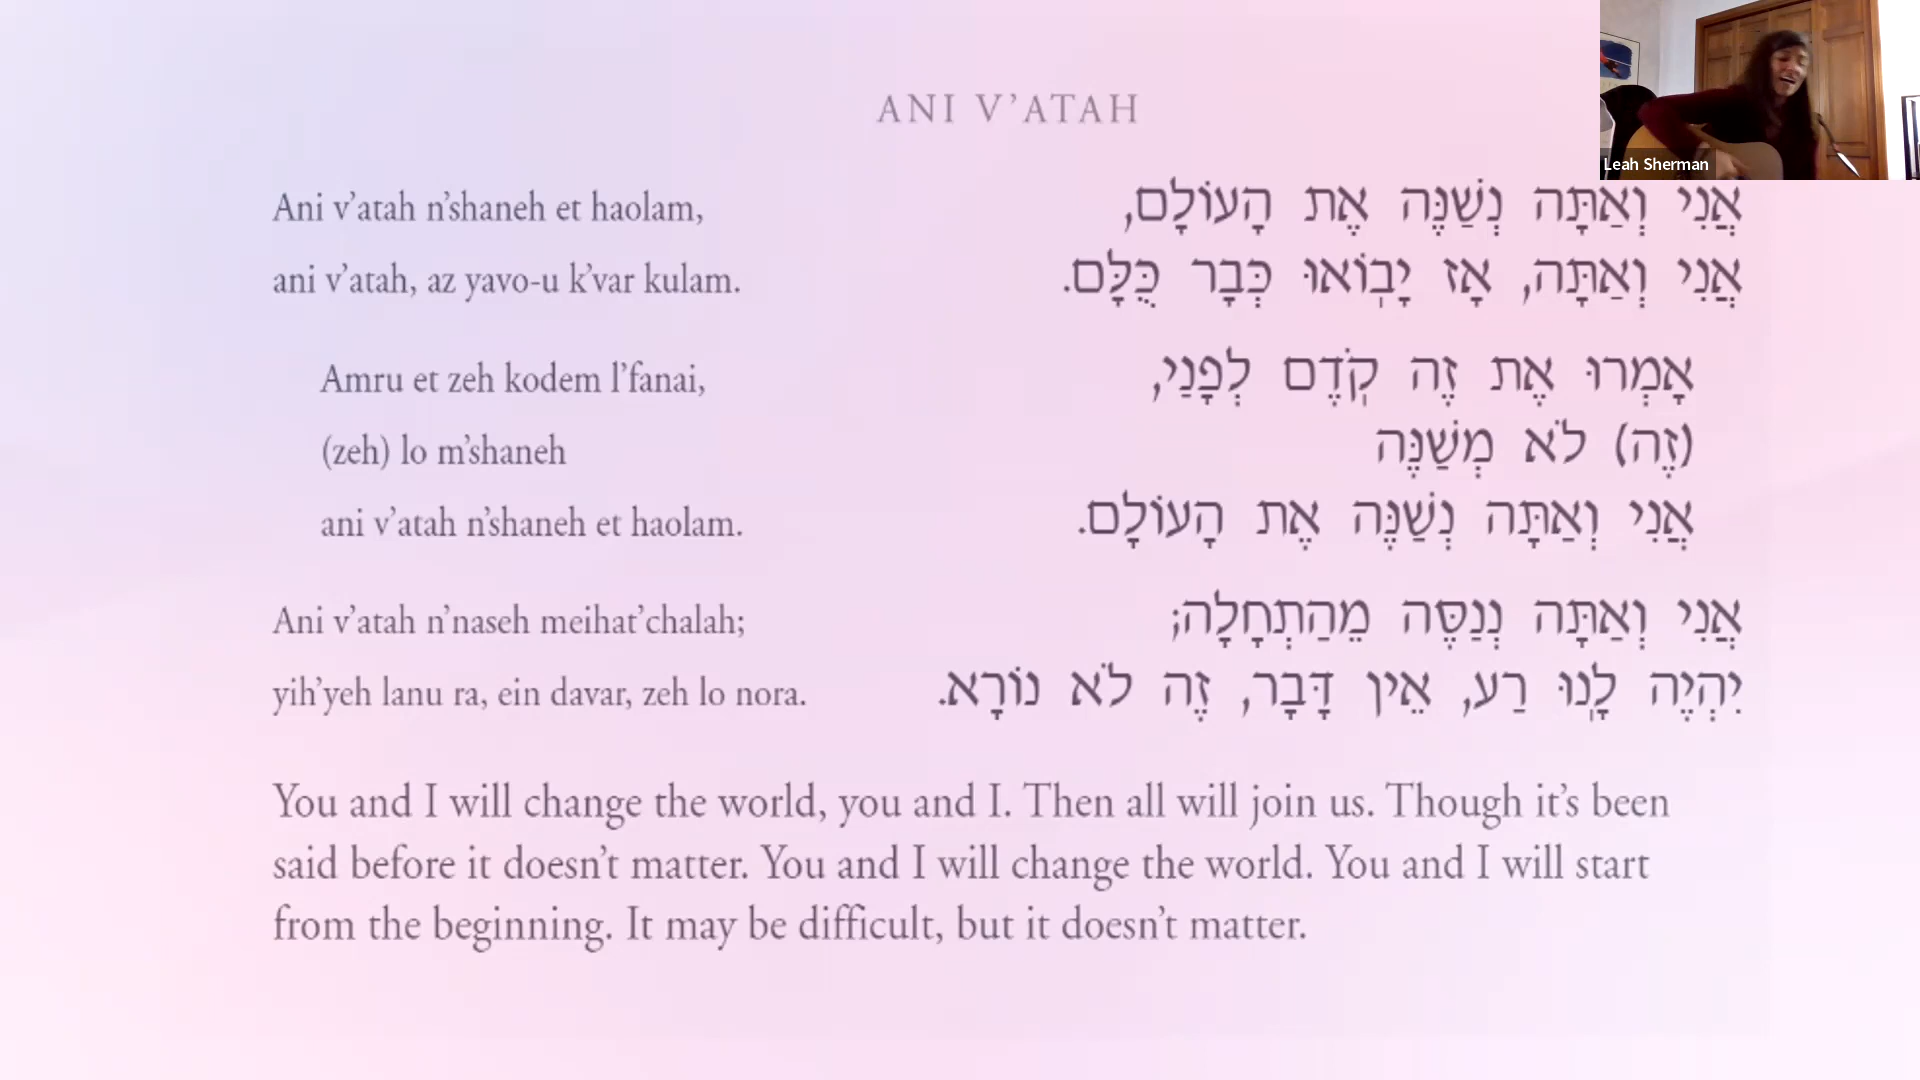 ANI V’ATAH
Leah Sherman
Ani v’atah n’shaneh et haolam,
ani v’atah, az yavo-u k’var kulam.
Amru et zeh kodem l’fanai,
(zeh) lo m’shaneh
ani v’atah n’shaneh et haolam.
Ani v’atah n’naseh meihat’chalah;
yih’yeh lanu ra, ein davar, zeh lo nora.
אֲנִי וְאַתָּה נְשַׁנֶּה אֶת הָעוֹלָם,
אֲנִי וְאַתָּה, אָז יָבֽוֹאוּ כְּבָר כֻּלָּם.
אָמְרוּ אֶת זֶה קֽוֹדֶם לְפָנַי,
(זֶה) לֹא מְשַׁנֶּה
אֲנִי וְאַתָּה נְשַׁנֶּה אֶת הָעוֹלָם.
אֲנִי וְאַתָּה נְנַסֶּה מֵהַתְחָלָה;
יִהְיֶה לָֽנוּ רַע, אֵין דָּבָר, זֶה לֹא נוֹרָא.
You and I will change the world, you and I. Then all will join us. Though it’s been
said before it doesn’t matter. You and I will change the world. You and I will start
from the beginning. It may be difficult, but it doesn’t matter.